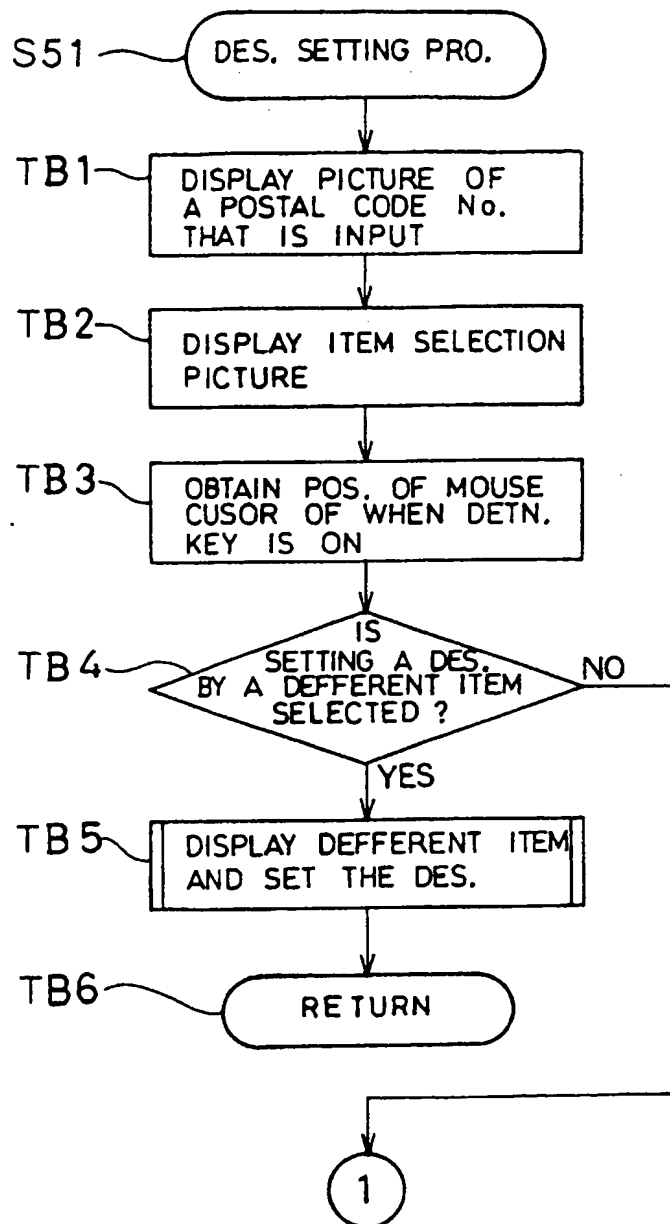 S51
DES. SETTING PRO.
TB1
DISPLAY PICTURE OF
A POSTAL CODE No.
THAT IS INPUT
TB2
DISPLAY ITEM SELECTION
PICTURE
TB3
OBTAIN POS. OF MOUSE
CUSOR OF WHEN DETN.
KEY IS ON
TB4
IS
SETTING A DES.
BY A DEFFERENT ITEM
SELECTED ?
NO
YES
TB5
DISPLAY DEFFERENT ITEM
AND SET THE DES.
TB6
RETURN
1